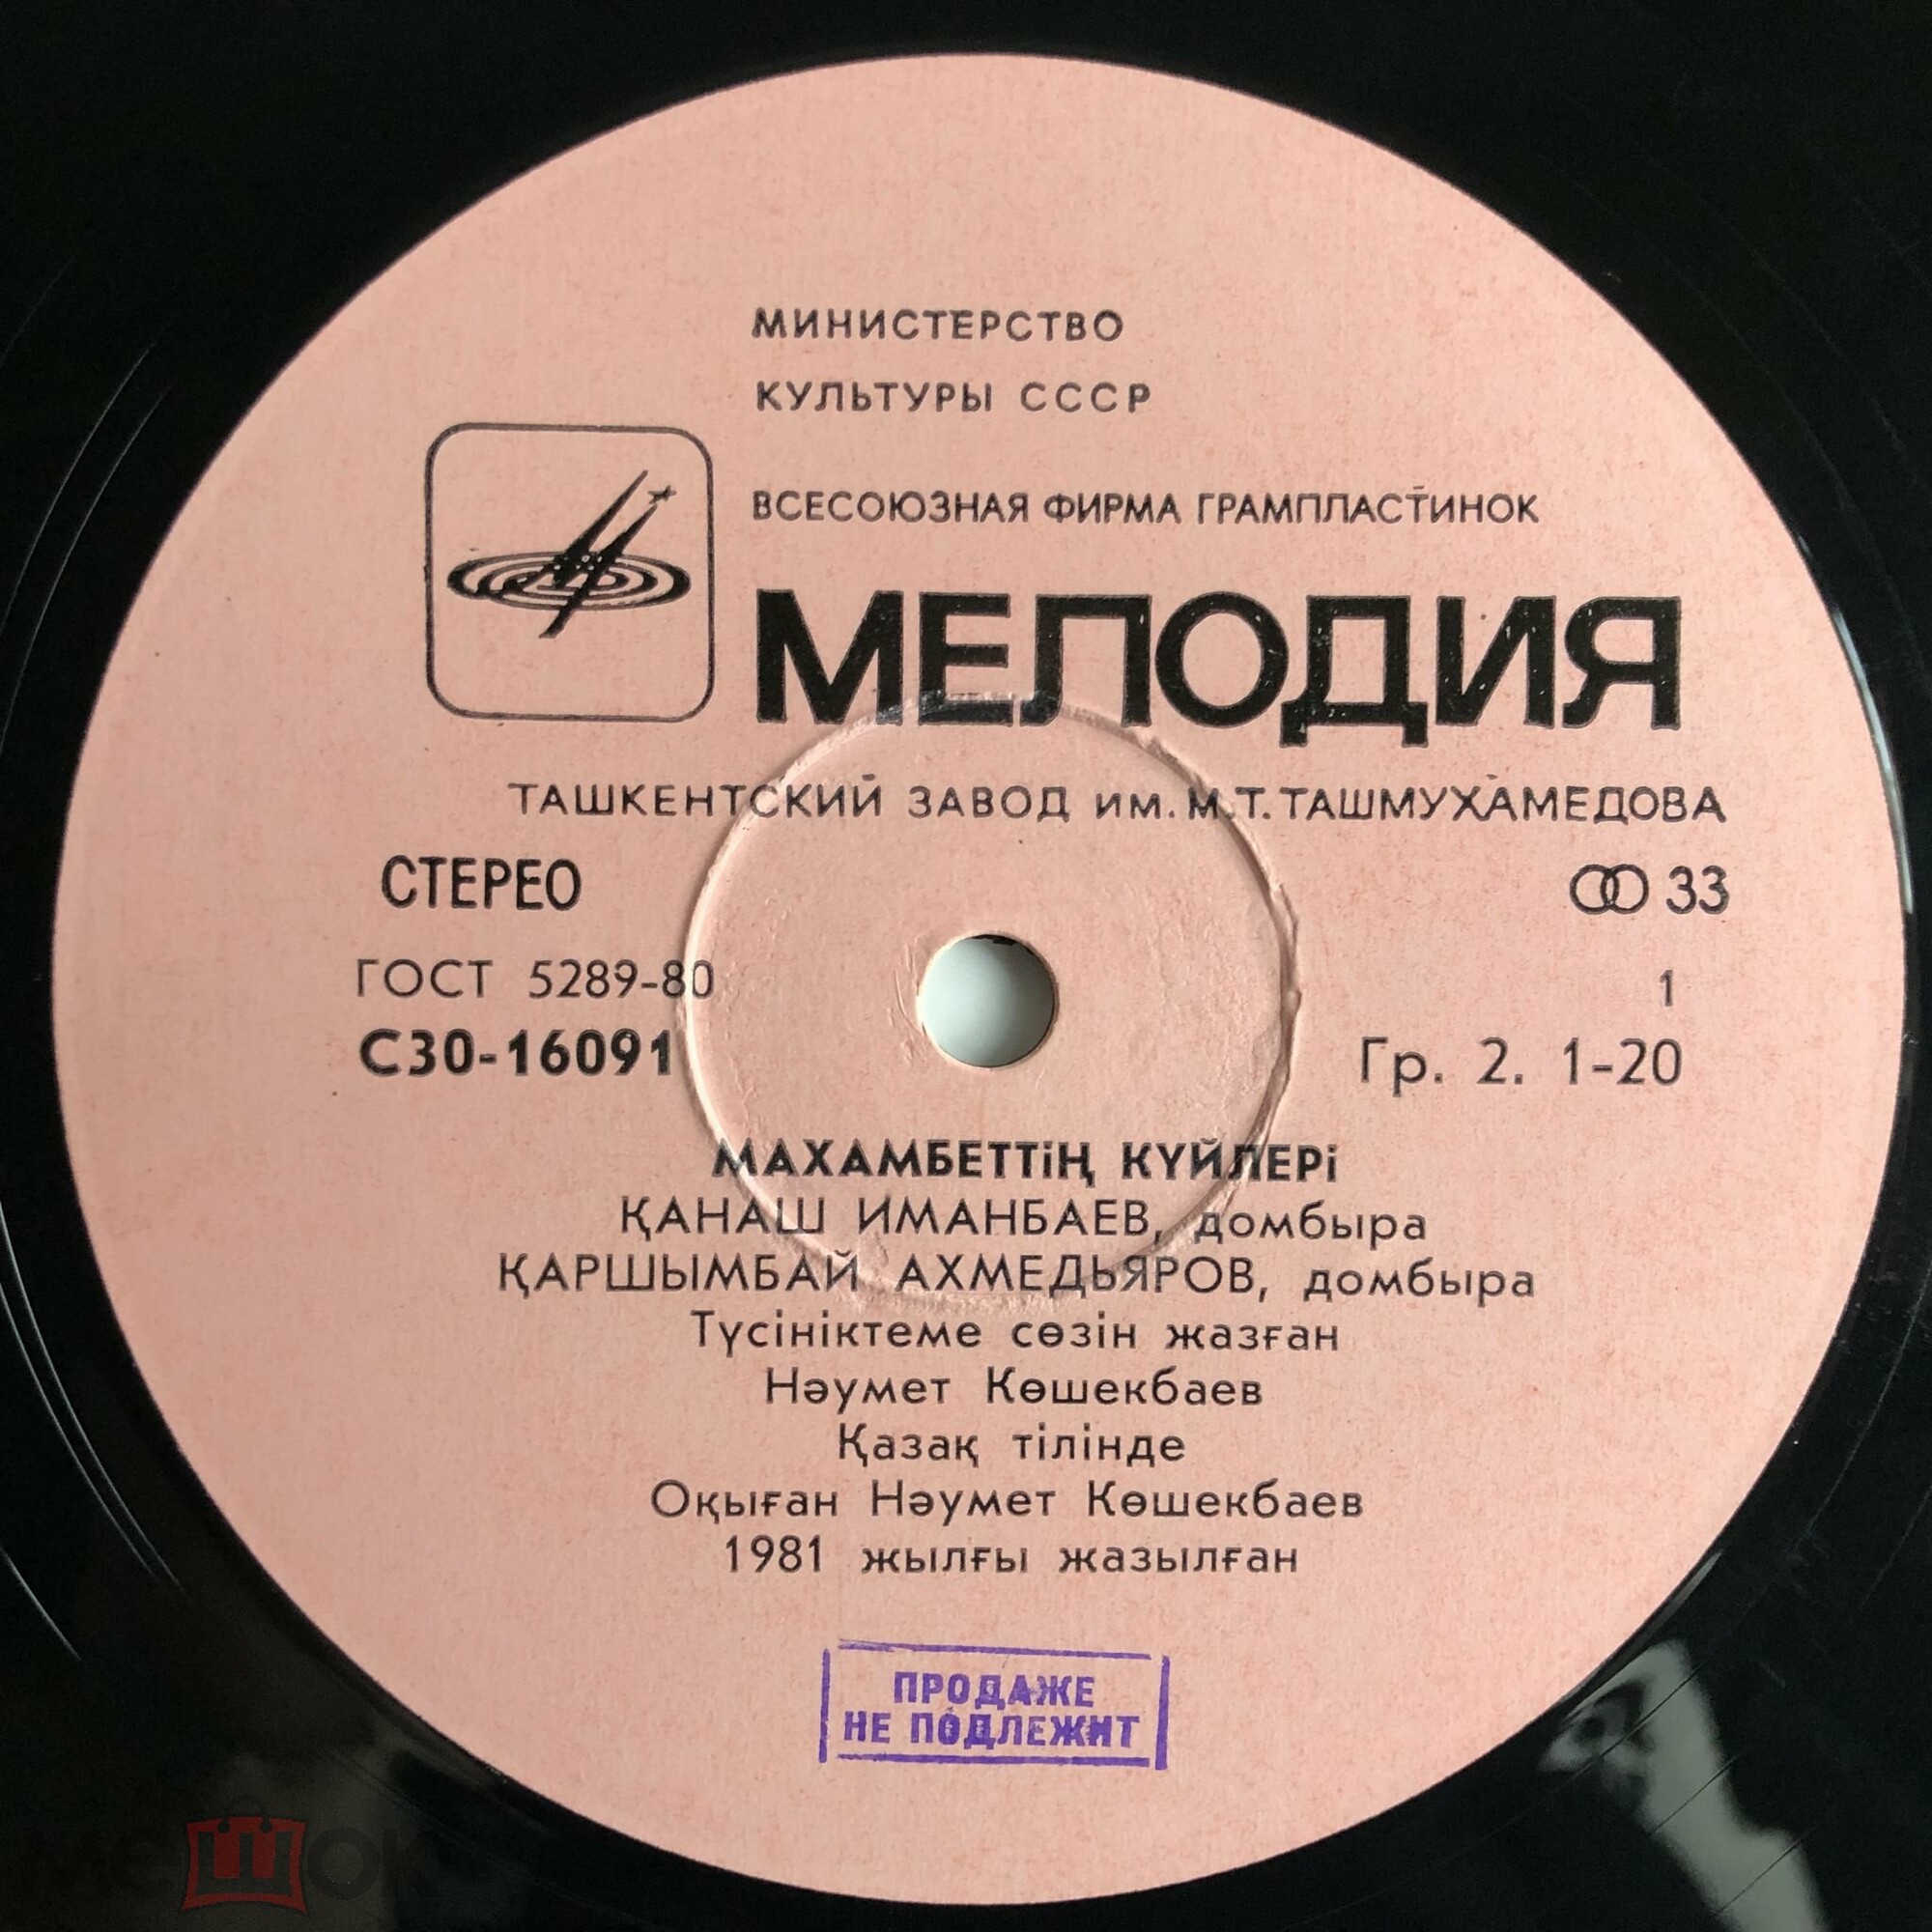 МИНИСТЕРСТВО
КУЛЬТУРЫ СССР
ВСЕСОЮЗНАЯ ФИРМА ГРАМПЛАСТИНОК
МЕЛОДИЯ
ТАШКЕНТСКИЙ ЗАВОД им. М.Т. ТАШМУХАМЕДОВА
СТЕРЕО 33
ГОСТ 5289-80 1
С30-16091 Гр. 2. 1-20
МАХАМБЕТТіҢ КҮЙЛЕРі
ҚАНАШ ИМАНБАЕВ, домбыра
ҚАРШЫМБАЙ АХМЕДЬЯРОВ, домбыра
Түсініктеме сөзін жазған
Нәумет Көшекбаев
Қазақ тілінде
Оқыған Нәумет Көшекбаев
1981 жылғы жазылған
ПРОДАЖЕ
НЕ ПОДЛЕЖИТ
мешок